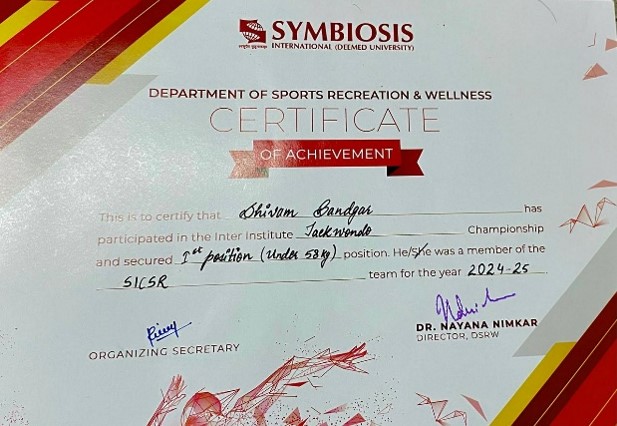 SYMBIOSIS
INTERNATIONAL (DEEMED UNIVERSITY)
DEPARTMENT OF SPORTS RECREATION & WELLNESS
CERTIFICATE
OF ACHIEVEMENT
This is to certify that Shivam Bandgar has
participated in the Inter Institute Taekwondo Championship
and secured 1st position (Under 58kg) position. He/She was a member of the
SICSR team for the year 2024-25.
ORGANIZING SECRETARY
DR. NAYANA NIMKAR
DIRECTOR, DSRW